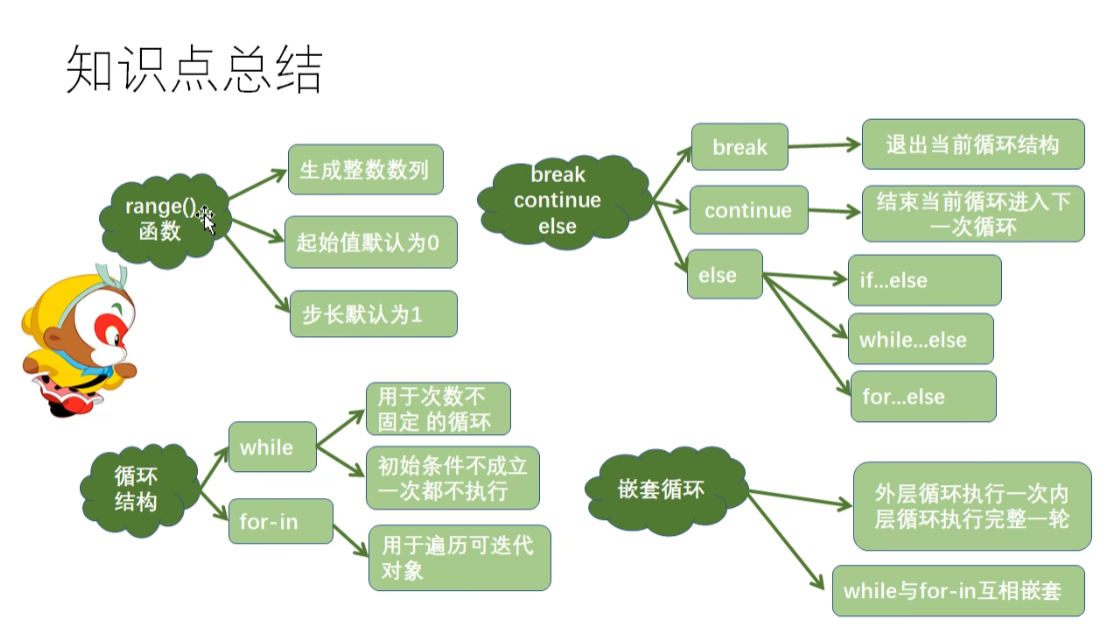 知识点总结
range()
函数
生成整数数列
起始值默认为0
步长默认为1
break
continue
else
break
退出当前循环结构
continue
结束当前循环进入下
一次循环
else
if...else
while...else
for...else
循环
结构
while
用于次数不
固定 的循环
初始条件不成立
一次都不执行
for-in
用于遍历可迭代
对象
嵌套循环
外层循环执行一次内
层循环执行完整一轮
while与for-in互相嵌套